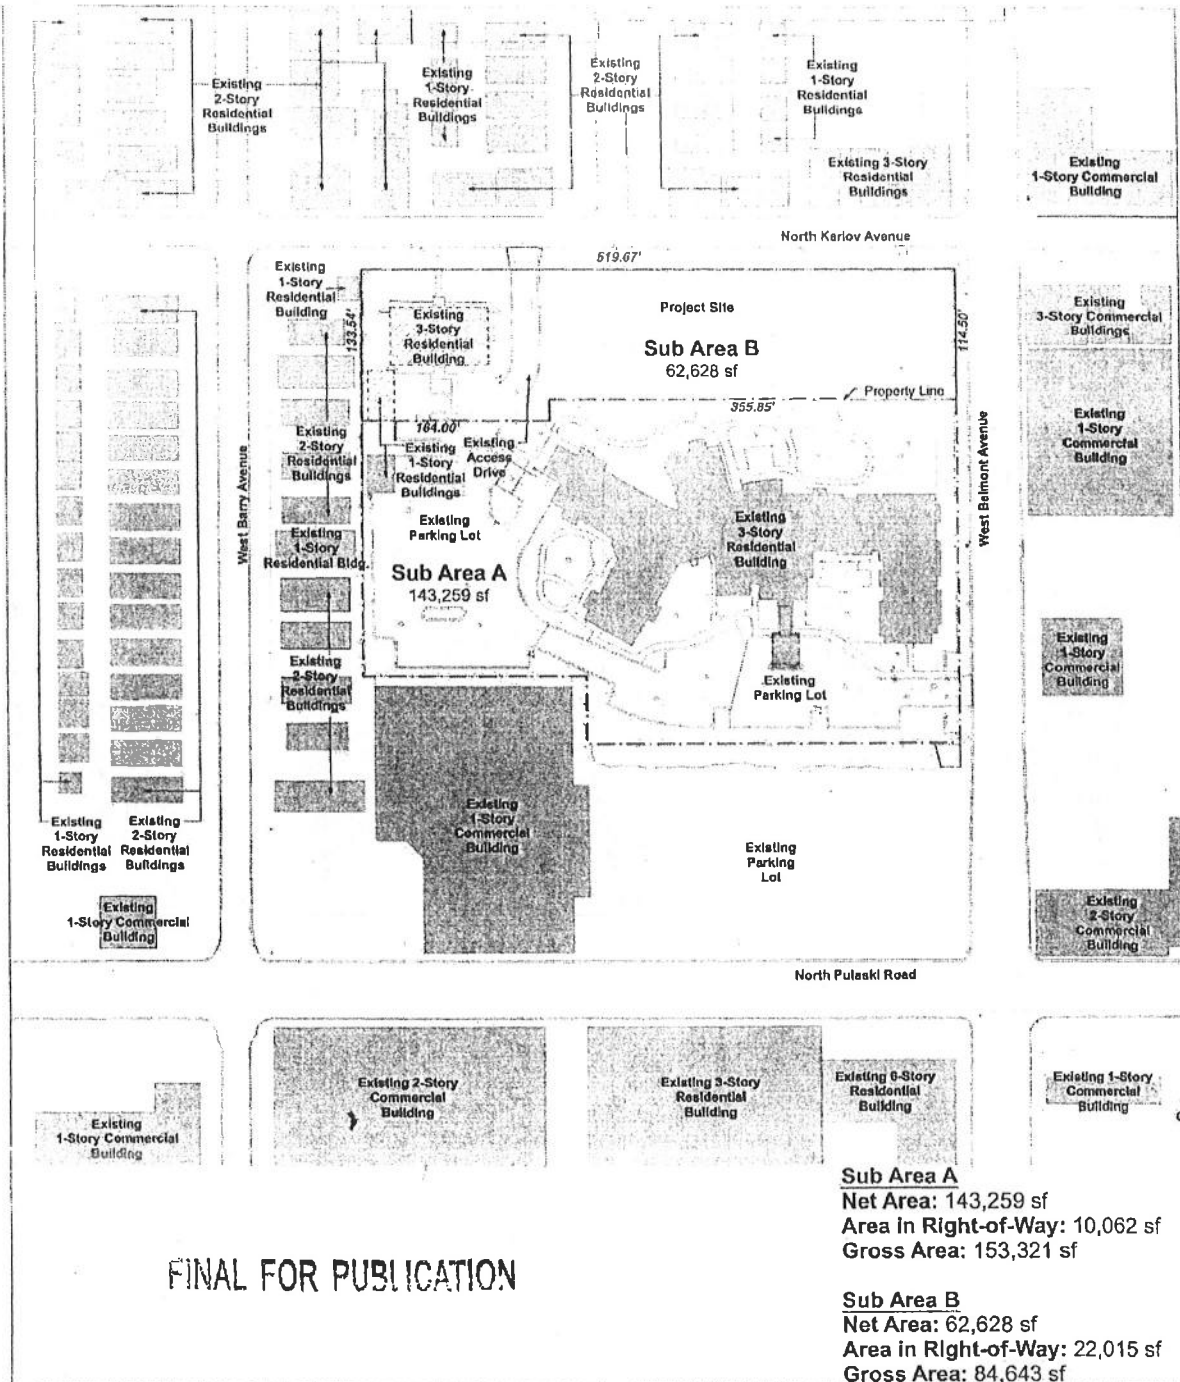 Existing
2-Story
Residential
Buildings
Existing
1-Story
Residential
Buildings
Existing
2-Story
Residential
Buildings
Existing
1-Story
Residential
Buildings
Existing 3-Story
Residential
Buildings
Existing
1-Story Commercial
Building
North Karlov Avenue
519.67'
Existing
1-Story
Residential
Building
133.54'
Existing
3-Story
Residential
Building
Project Site
Sub Area B
62,628 sf
114.50'
Existing
3-Story Commercial
Buildings
Property Line
355.85'
164.00'
Existing
1-Story
Commercial
Building
Existing
2-Story
Residential
Buildings
Existing
1-Story
Residential
Buildings
Existing
Access
Drive
West Barry Avenue
West Belmont Avenue
Existing
Parking Lot
Existing
1-Story
Residential Bldg.
Existing
3-Story
Residential
Building
Sub Area A
143,259 sf
Existing
2-Story
Residential
Buildings
Existing
Parking Lot
Existing
1-Story
Commercial
Building
Existing
1-Story
Residential
Buildings
Existing
2-Story
Residential
Buildings
Existing
1-Story
Commercial
Building
Existing
Parking
Lot
Existing
1-Story Commercial
Building
Existing
2-Story
Commercial
Building
North Pulaski Road
Existing
1-Story Commercial
Building
Existing 2-Story
Commercial
Building
Existing 3-Story
Residential
Building
Existing 6-Story
Residential
Building
Existing 1-Story
Commercial
Building
Sub Area A
Net Area: 143,259 sf
Area in Right-of-Way: 10,062 sf
Gross Area: 153,321 sf
FINAL FOR PUBLICATION
Sub Area B
Net Area: 62,628 sf
Area in Right-of-Way: 22,015 sf
Gross Area: 84,643 sf